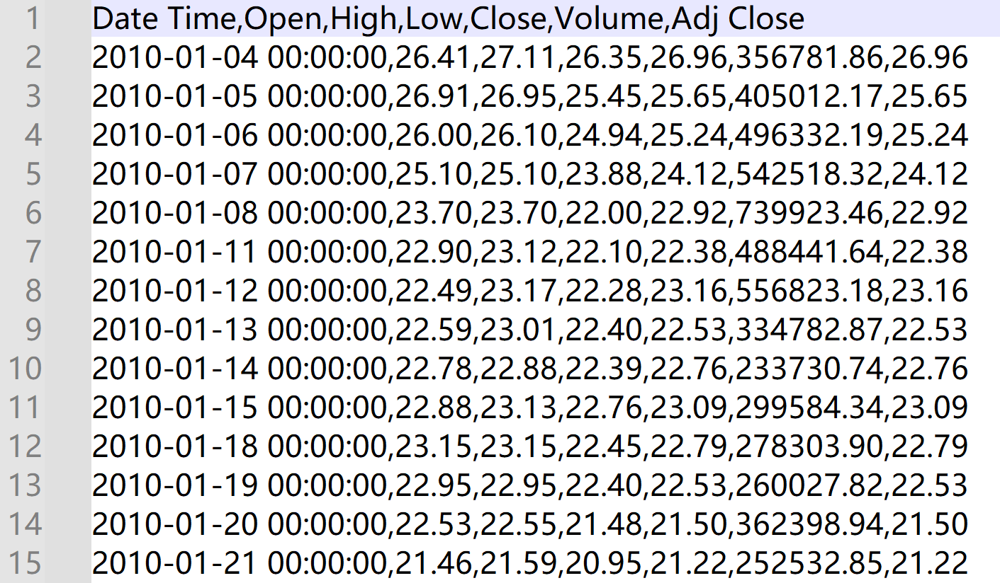 1 Date Time,Open,High,Low,Close,Volume,Adj Close
2 2010-01-04 00:00:00,26.41,27.11,26.35,26.96,356781.86,26.96
3 2010-01-05 00:00:00,26.91,26.95,25.45,25.65,405012.17,25.65
4 2010-01-06 00:00:00,26.00,26.10,24.94,25.24,496332.19,25.24
5 2010-01-07 00:00:00,25.10,25.10,23.88,24.12,542518.32,24.12
6 2010-01-08 00:00:00,23.70,23.70,22.00,22.92,739923.46,22.92
7 2010-01-11 00:00:00,22.90,23.12,22.10,22.38,488441.64,22.38
8 2010-01-12 00:00:00,22.49,23.17,22.28,23.16,556823.18,23.16
9 2010-01-13 00:00:00,22.59,23.01,22.40,22.53,334782.87,22.53
10 2010-01-14 00:00:00,22.78,22.88,22.39,22.76,233730.74,22.76
11 2010-01-15 00:00:00,22.88,23.13,22.76,23.09,299584.34,23.09
12 2010-01-18 00:00:00,23.15,23.15,22.45,22.79,278303.90,22.79
13 2010-01-19 00:00:00,22.95,22.95,22.40,22.53,260027.82,22.53
14 2010-01-20 00:00:00,22.53,22.55,21.48,21.50,362398.94,21.50
15 2010-01-21 00:00:00,21.46,21.59,20.95,21.22,252532.85,21.22